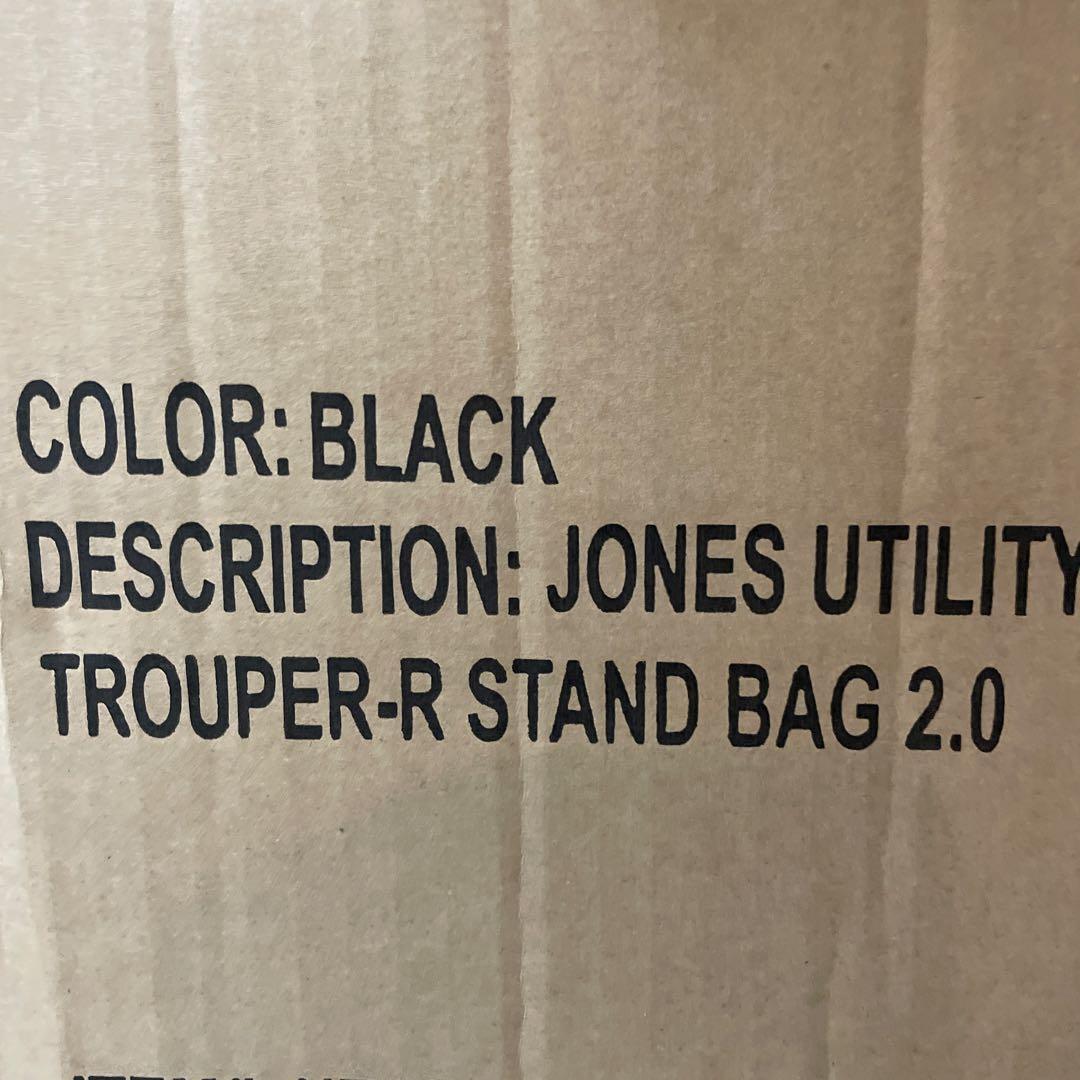 COLOR: BLACK
DESCRIPTION: JONES UTILITY
TROUPER-R STAND BAG 2.0